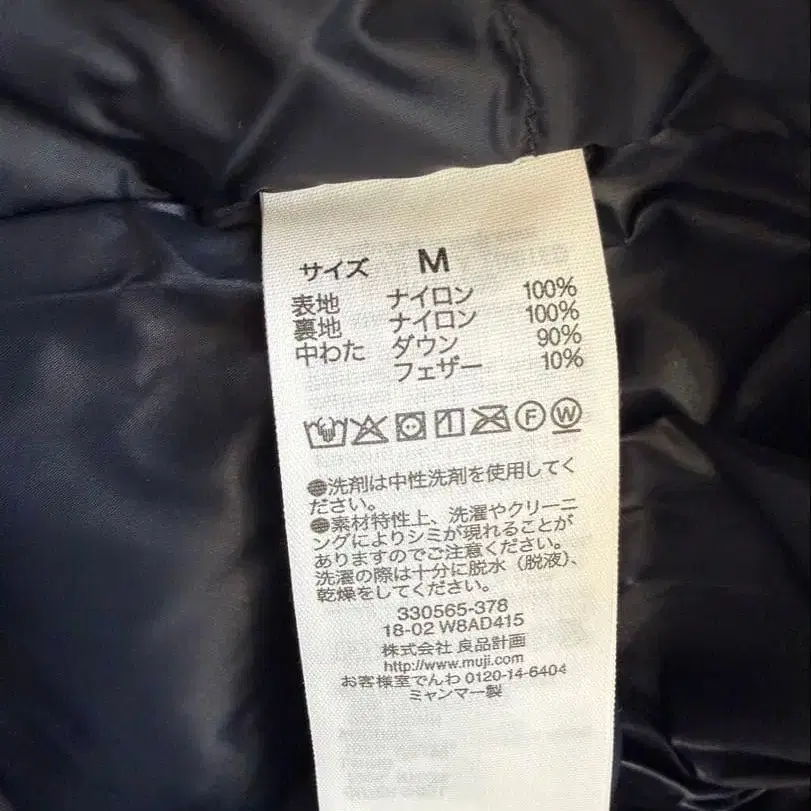 サイズ M
表地 ナイロン 100%
裏地 ナイロン 100%
中わた ダウン 90%
フェザー 10%
F W
●洗剤は中性洗剤を使用してく
ださい。
●素材特性上、洗濯やクリーニ
ングによりシミが現れることが
ありますのでご注意ください。
洗濯の際は十分に脱水（脱液）、
乾燥をしてください。
330565-378
18-02 W8AD415
株式会社 良品計画
http://www.muji.com
お客様室でんわ 0120-14-6404
ミャンマー製